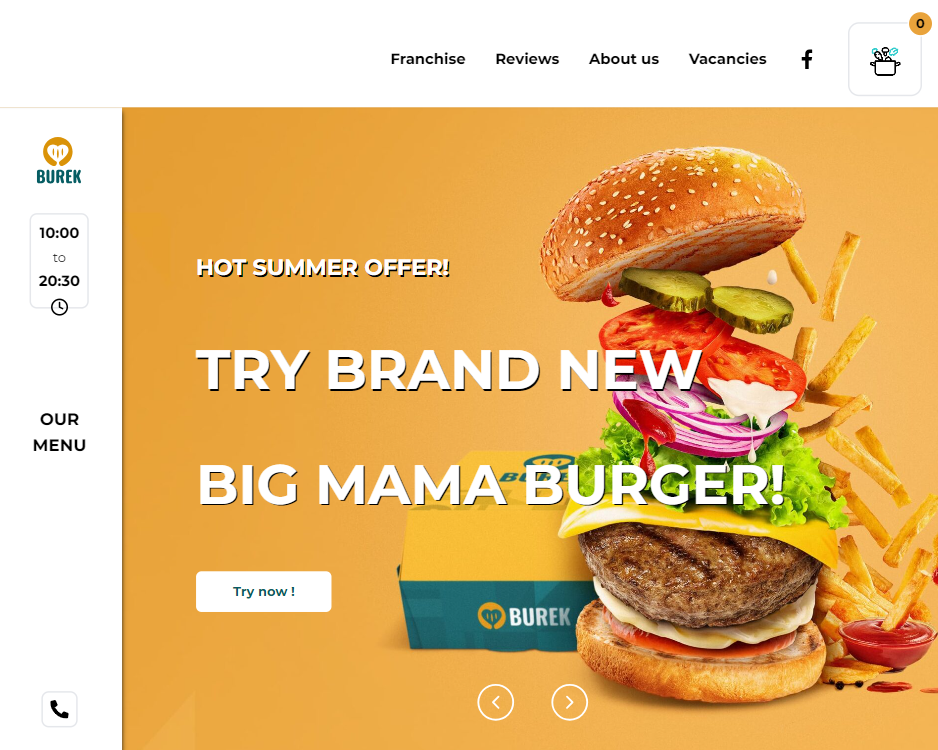 0
Franchise Reviews About us Vacancies
BUREK
10:00
to
20:30
OUR
MENU
HOT SUMMER OFFER!
TRY BRAND NEW
BIG MAMA BURGER!
Try now !
BUREK